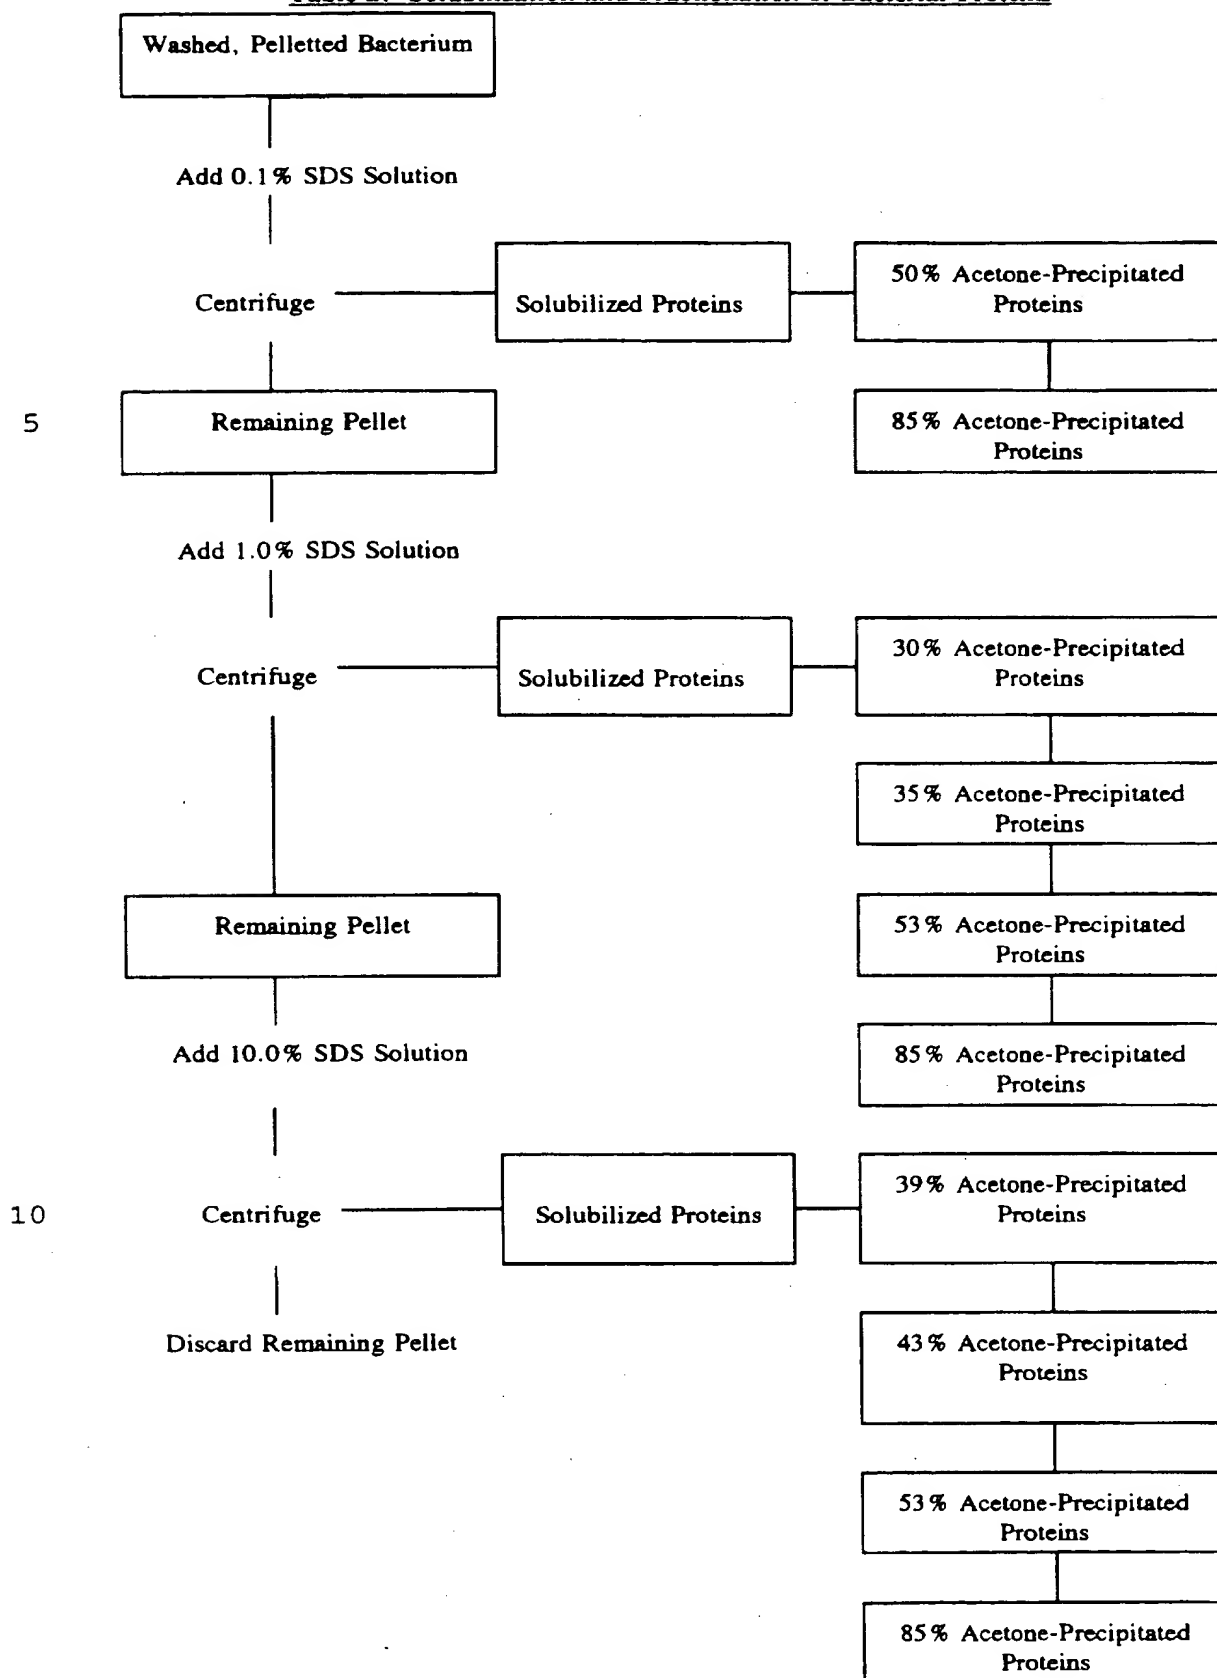 Washed, Pelletted Bacterium
Add 0.1% SDS Solution
Centrifuge
Solubilized Proteins
50% Acetone-Precipitated
Proteins
5
Remaining Pellet
85% Acetone-Precipitated
Proteins
Add 1.0% SDS Solution
Centrifuge
Solubilized Proteins
30% Acetone-Precipitated
Proteins
35% Acetone-Precipitated
Proteins
Remaining Pellet
53% Acetone-Precipitated
Proteins
Add 10.0% SDS Solution
85% Acetone-Precipitated
Proteins
10
Centrifuge
Solubilized Proteins
39% Acetone-Precipitated
Proteins
Discard Remaining Pellet
43% Acetone-Precipitated
Proteins
53% Acetone-Precipitated
Proteins
85% Acetone-Precipitated
Proteins